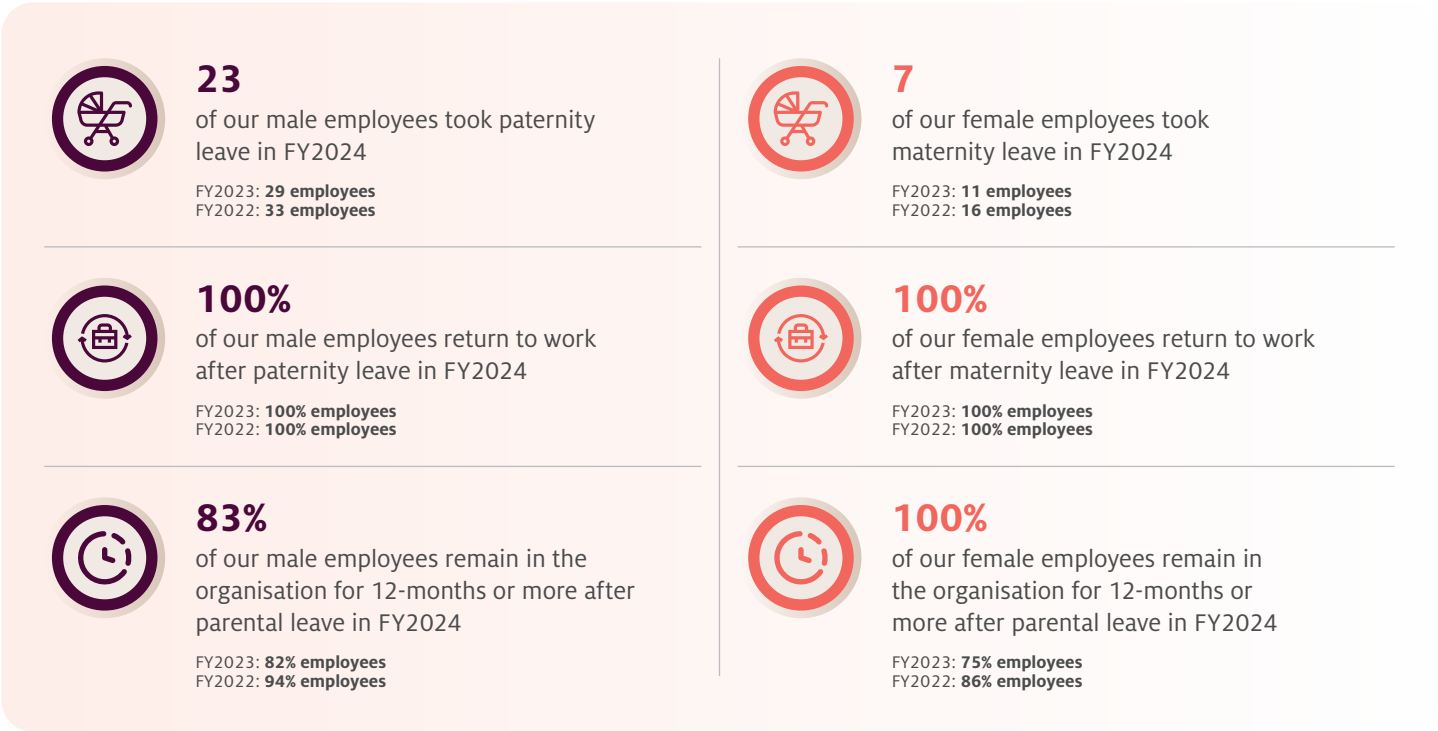 23
of our male employees took paternity
leave in FY2024
FY2023: 29 employees
FY2022: 33 employees
100%
of our male employees return to work
after paternity leave in FY2024
FY2023: 100% employees
FY2022: 100% employees
83%
of our male employees remain in the
organisation for 12-months or more after
parental leave in FY2024
FY2023: 82% employees
FY2022: 94% employees
7
of our female employees took
maternity leave in FY2024
FY2023: 11 employees
FY2022: 16 employees
100%
of our female employees return to work
after maternity leave in FY2024
FY2023: 100% employees
FY2022: 100% employees
100%
of our female employees remain in
the organisation for 12-months or
more after parental leave in FY2024
FY2023: 75% employees
FY2022: 86% employees